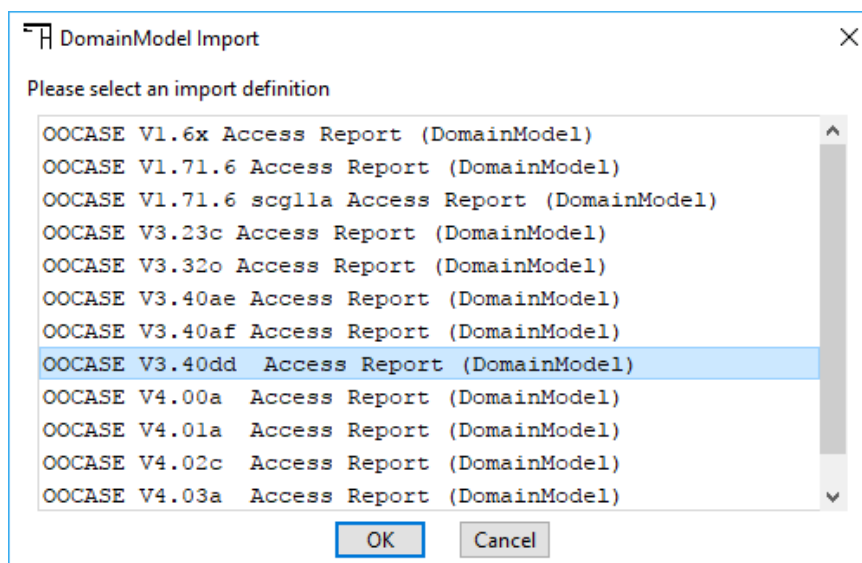 DomainModel Import
Please select an import definition
OOCASE V1.6x Access Report (DomainModel)
OOCASE V1.71.6 Access Report (DomainModel)
OOCASE V1.71.6 scglla Access Report (DomainModel)
OOCASE V3.23c Access Report (DomainModel)
OOCASE V3.32o Access Report (DomainModel)
OOCASE V3.40ae Access Report (DomainModel)
OOCASE V3.40af Access Report (DomainModel)
OOCASE V3.40dd  Access Report (DomainModel)
OOCASE V4.00a  Access Report (DomainModel)
OOCASE V4.01a  Access Report (DomainModel)
OOCASE V4.02c  Access Report (DomainModel)
OOCASE V4.03a  Access Report (DomainModel)
OK Cancel